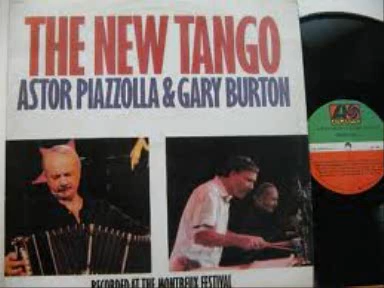 THE NEW TANGO
ASTOR PIAZZOLLA & GARY BURTON
RECORDED AT THE MONTREUX FESTIVAL